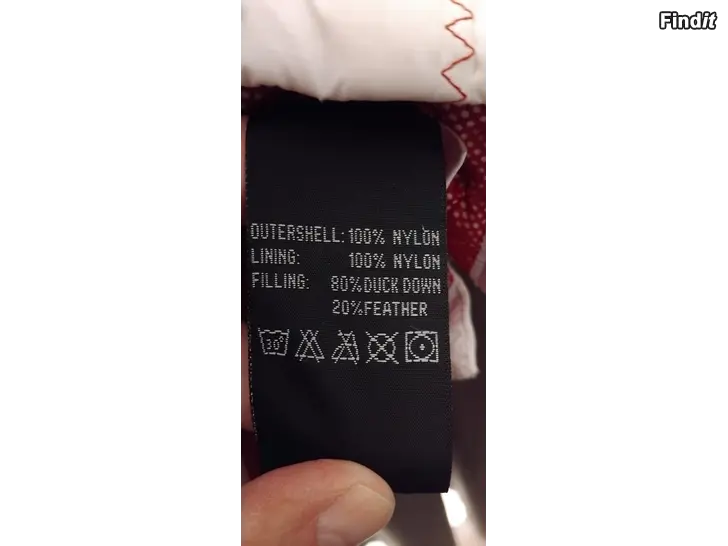 Findit
OUTERSHELL: 100% NYLON
LINING: 100% NYLON
FILLING: 80% DUCK DOWN
20% FEATHER
30°